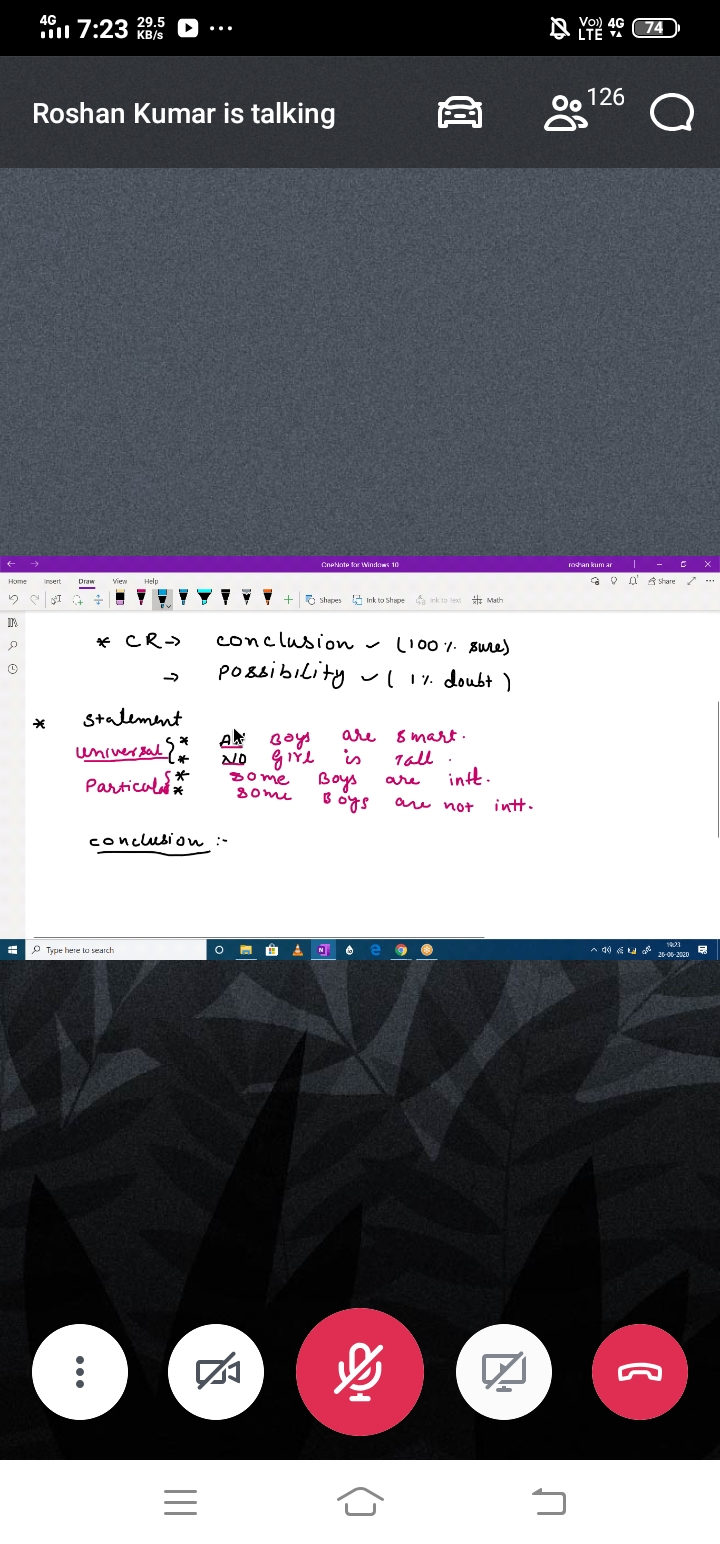 4G 7:23 29.5 KB/s ... Vo) LTE 4G 74
Roshan Kumar is talking 126
OneNote for Windows 10 roshan kum ar
Home Insert Draw View Help Share
Shapes Ink to Shape Ink to Text Math
* CR → conclusion ~ (100 % sure)
→ possibility ~ ( 1 % doubt )
* Statement
Universal { * All Boys are smart.
* NO girl is Tall.
Particular { * Some Boys are intt.
* Some Boys are not intt.
conclusion :-
Type here to search 19:23
26-06-2020